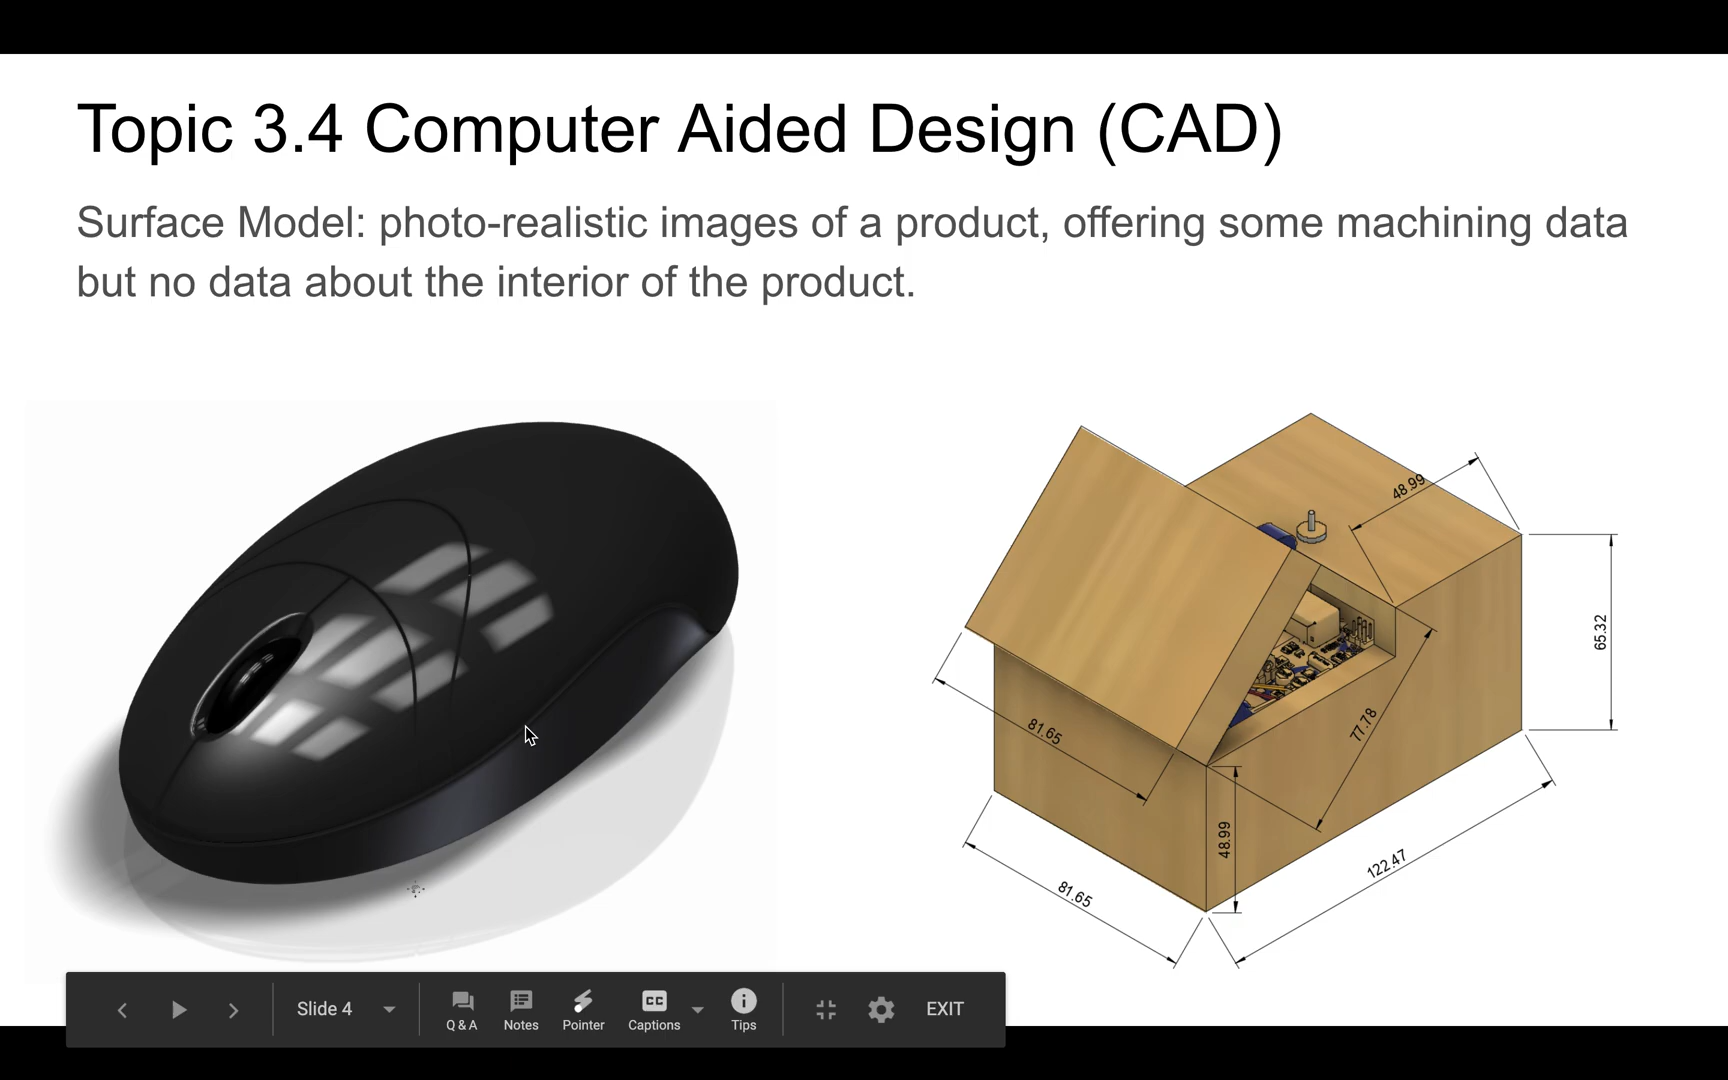 Topic 3.4 Computer Aided Design (CAD)
Surface Model: photo-realistic images of a product, offering some machining data
but no data about the interior of the product.
48.99
65.32
81.65
77.78
48.99
122.47
81.65
Slide 4
Q & A
Notes
Pointer
CC
Captions
Tips
EXIT